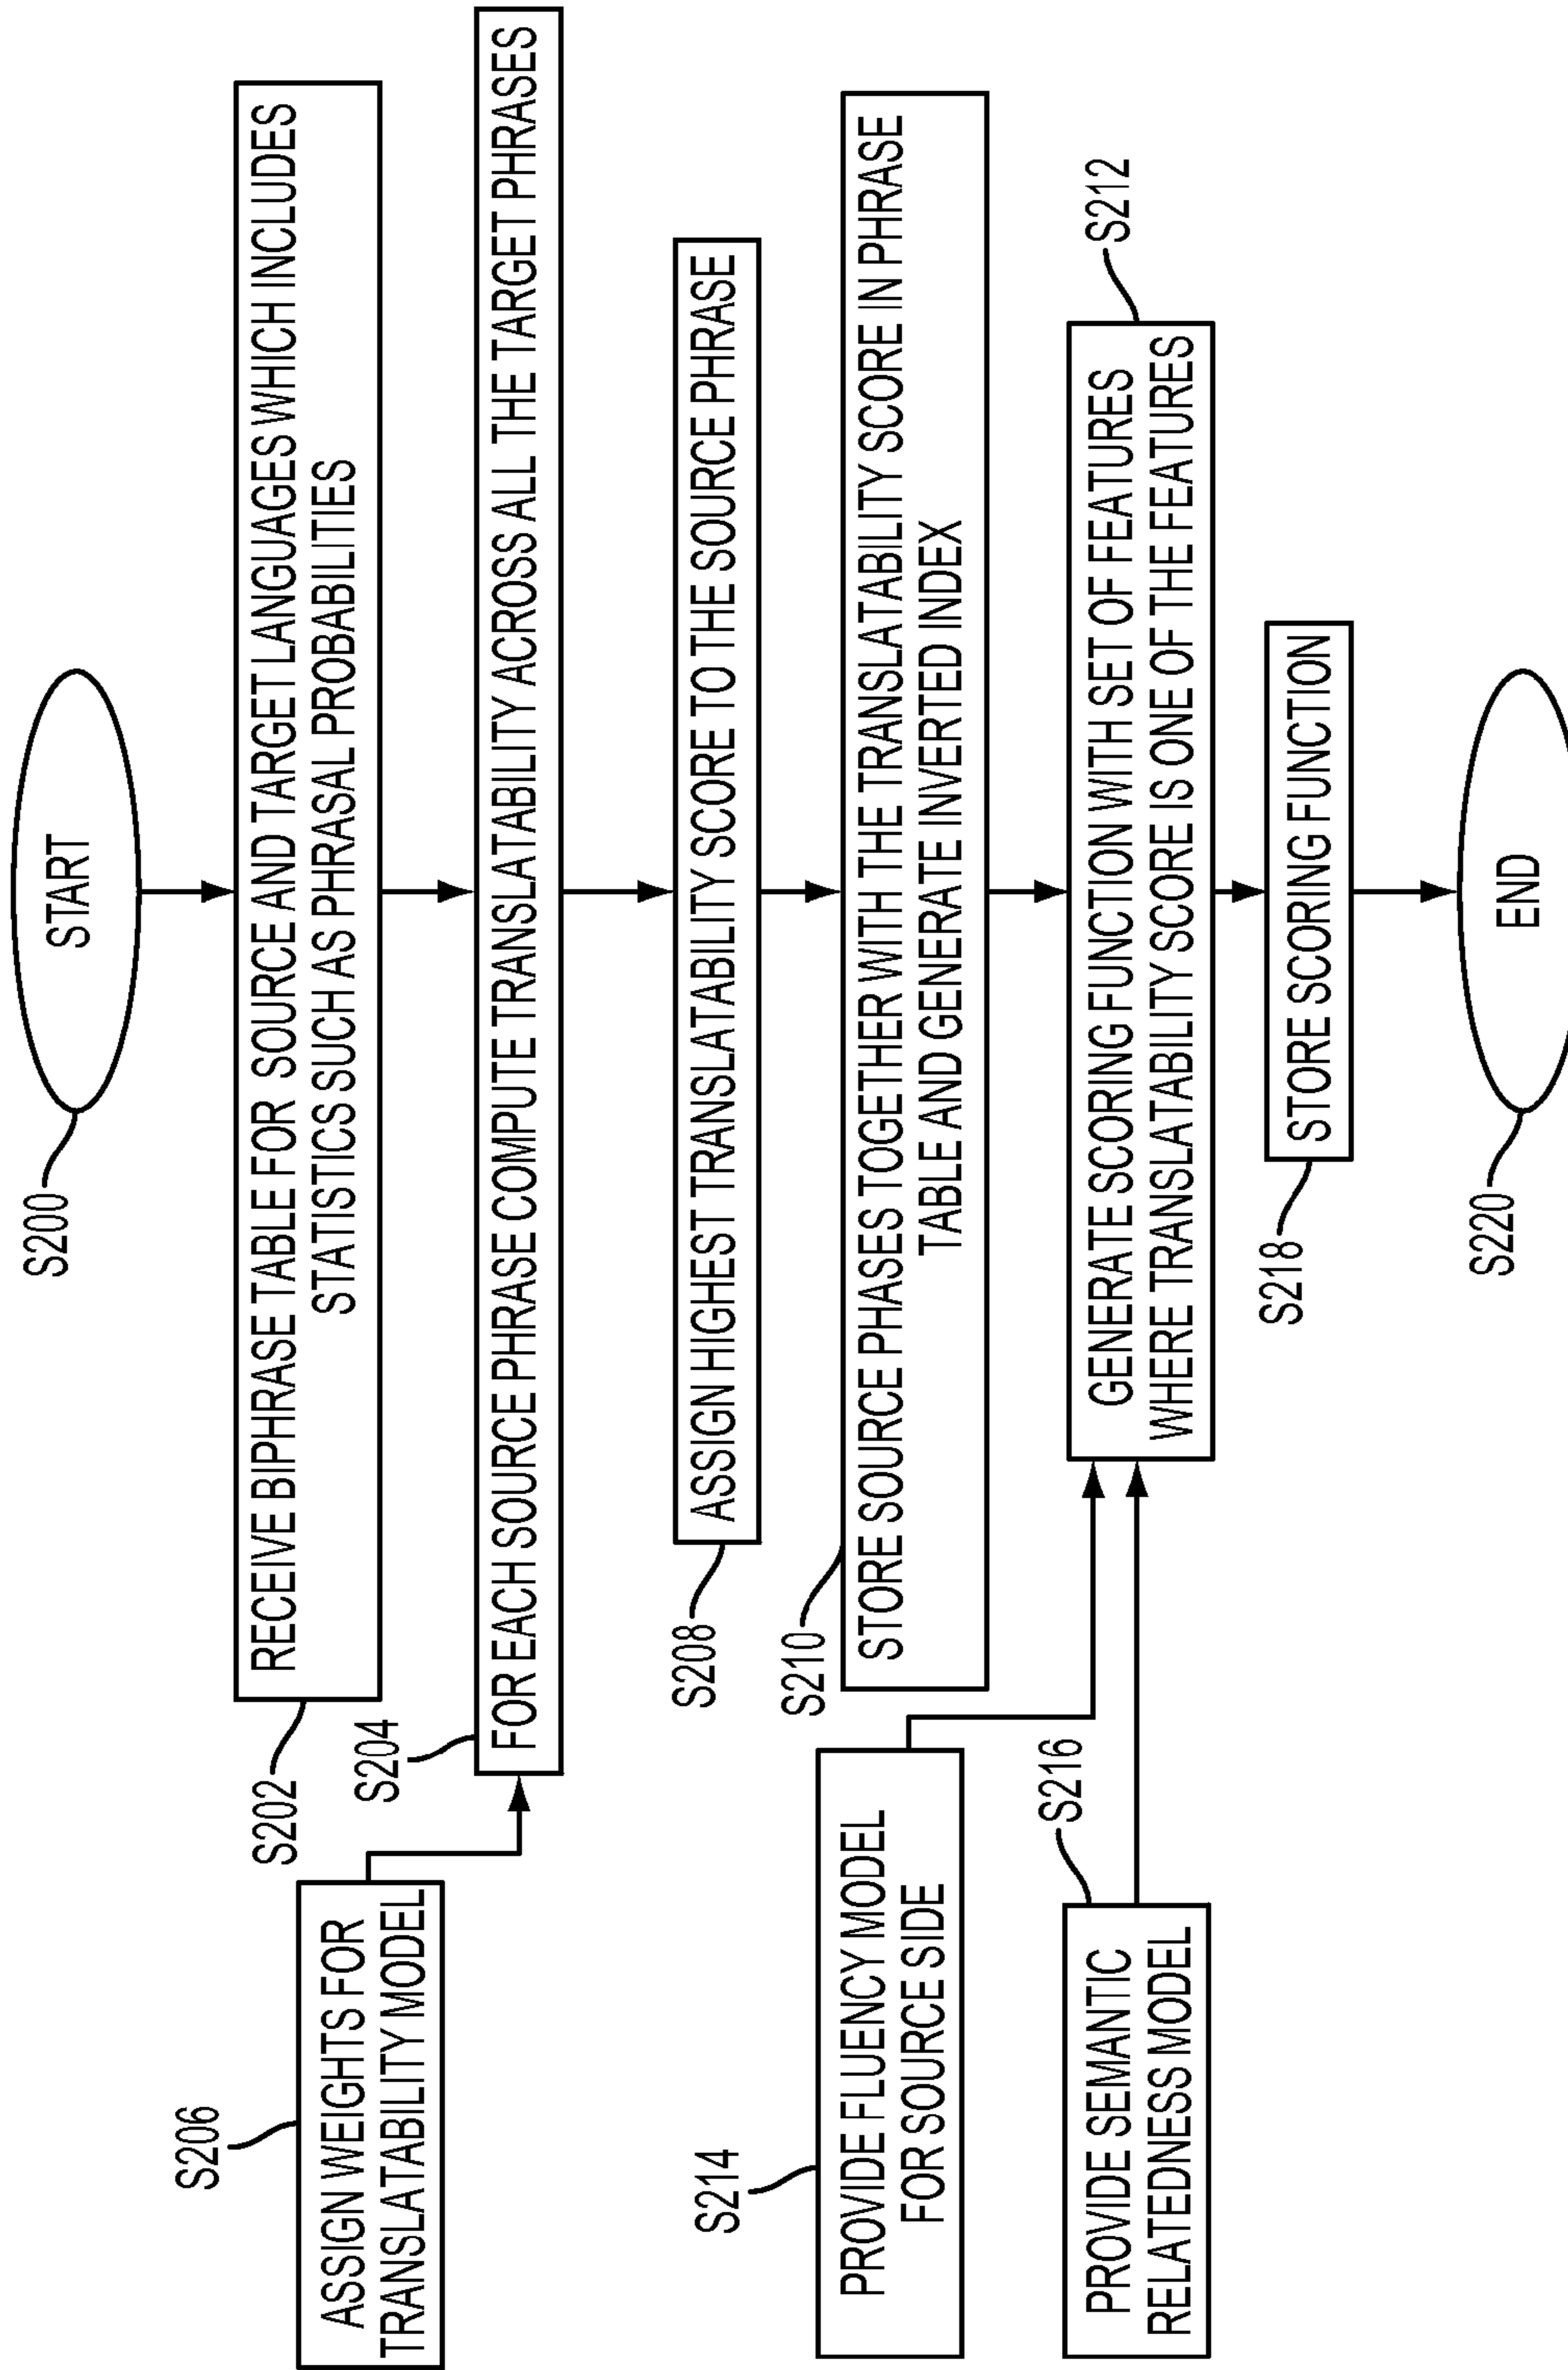 START
S200
RECEIVE BIPHRASE TABLE FOR SOURCE AND TARGET LANGUAGES WHICH INCLUDES
STATISTICS SUCH AS PHRASAL PROBABILITIES
S202
ASSIGN WEIGHTS FOR
TRANSLATABILITY MODEL
S206
S204
FOR EACH SOURCE PHRASE COMPUTE TRANSLATABILITY ACROSS ALL THE TARGET PHRASES
S208
ASSIGN HIGHEST TRANSLATABILITY SCORE TO THE SOURCE PHRASE
S210
STORE SOURCE PHASES TOGETHER WITH THE TRANSLATABILITY SCORE IN PHRASE
TABLE AND GENERATE INVERTED INDEX
S214
PROVIDE FLUENCY MODEL
FOR SOURCE SIDE
S216
PROVIDE SEMANTIC
RELATEDNESS MODEL
S212
GENERATE SCORING FUNCTION WITH SET OF FEATURES
WHERE TRANSLATABILITY SCORE IS ONE OF THE FEATURES
S218
STORE SCORING FUNCTION
S220
END